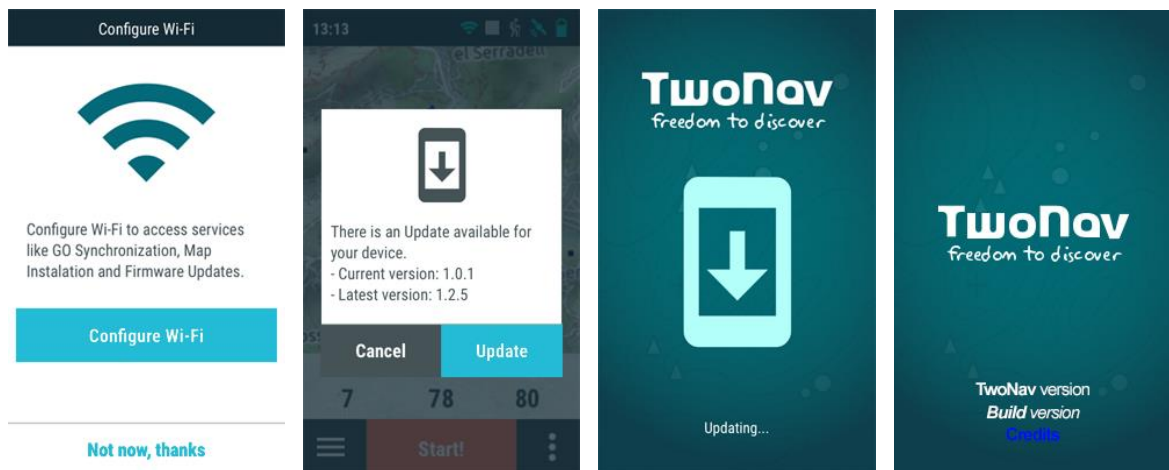 Configure Wi-Fi
Configure Wi-Fi to access services
like GO Synchronization, Map
Instalation and Firmware Updates.
Configure Wi-Fi
Not now, thanks
13:13
el Serradell
There is an Update available for
your device.
- Current version: 1.0.1
- Latest version: 1.2.5
Cancel
Update
7 78 80
Start!
TwoNav
freedom to discover
Updating...
TwoNav
freedom to discover
TwoNav version
Build version
Credits